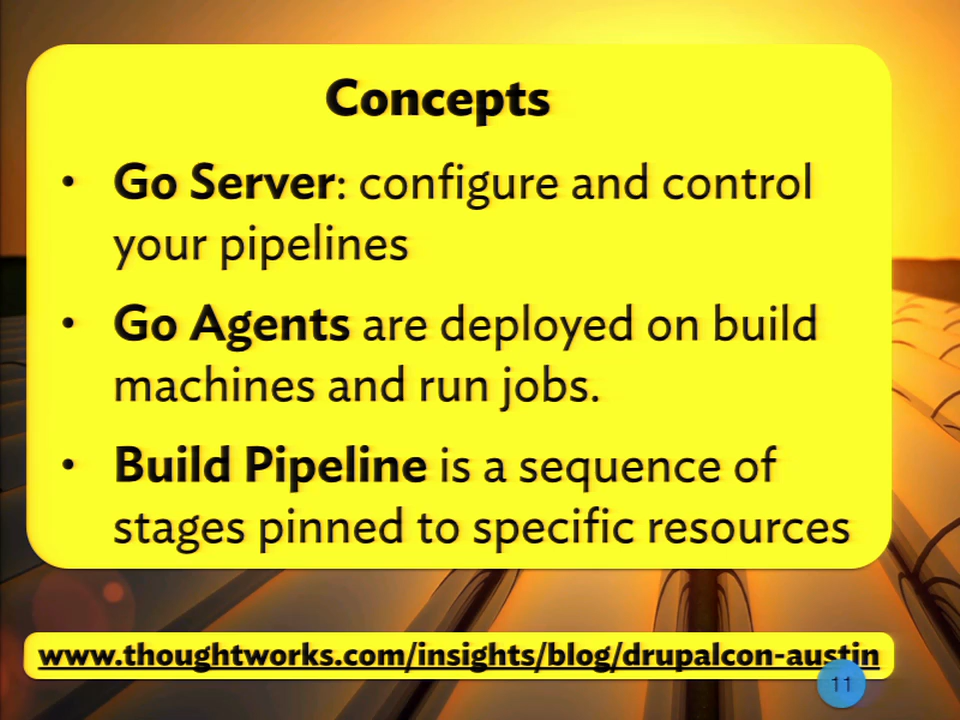 Concepts
• Go Server: configure and control
your pipelines
• Go Agents are deployed on build
machines and run jobs.
• Build Pipeline is a sequence of
stages pinned to specific resources
www.thoughtworks.com/insights/blog/drupalcon-austin
11